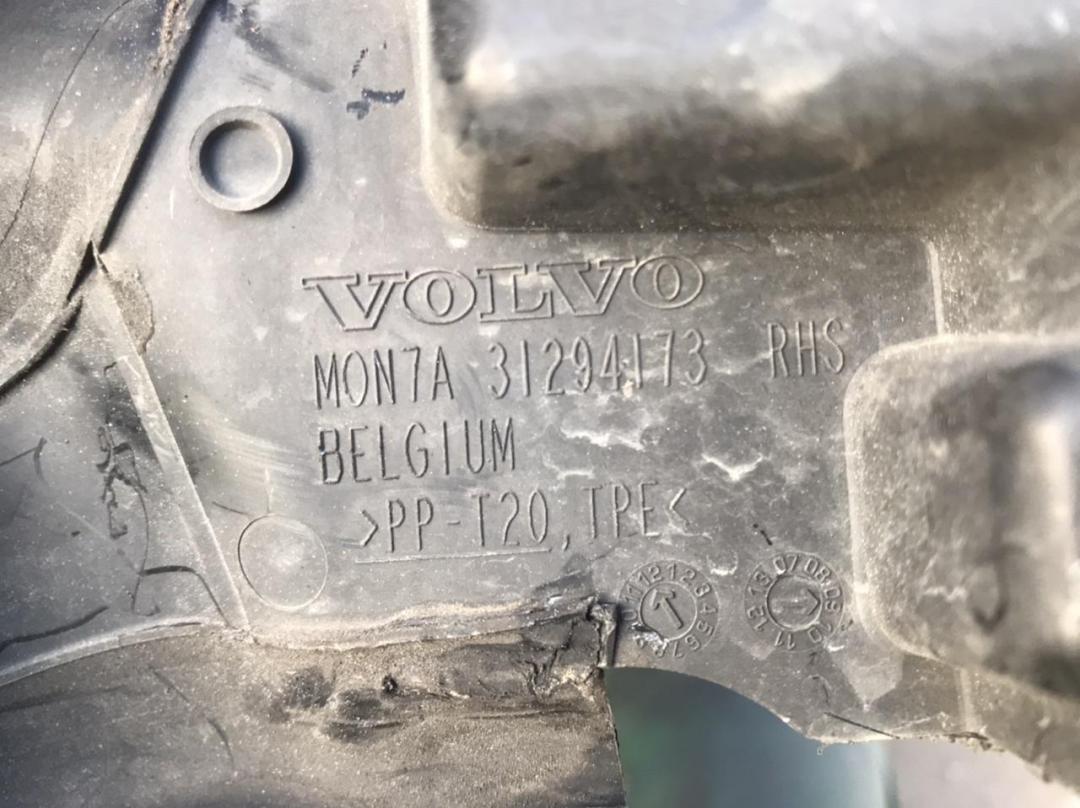 VOLVO
MON7A 31294173 RHS
BELGIUM
>PP-T20, TPE<